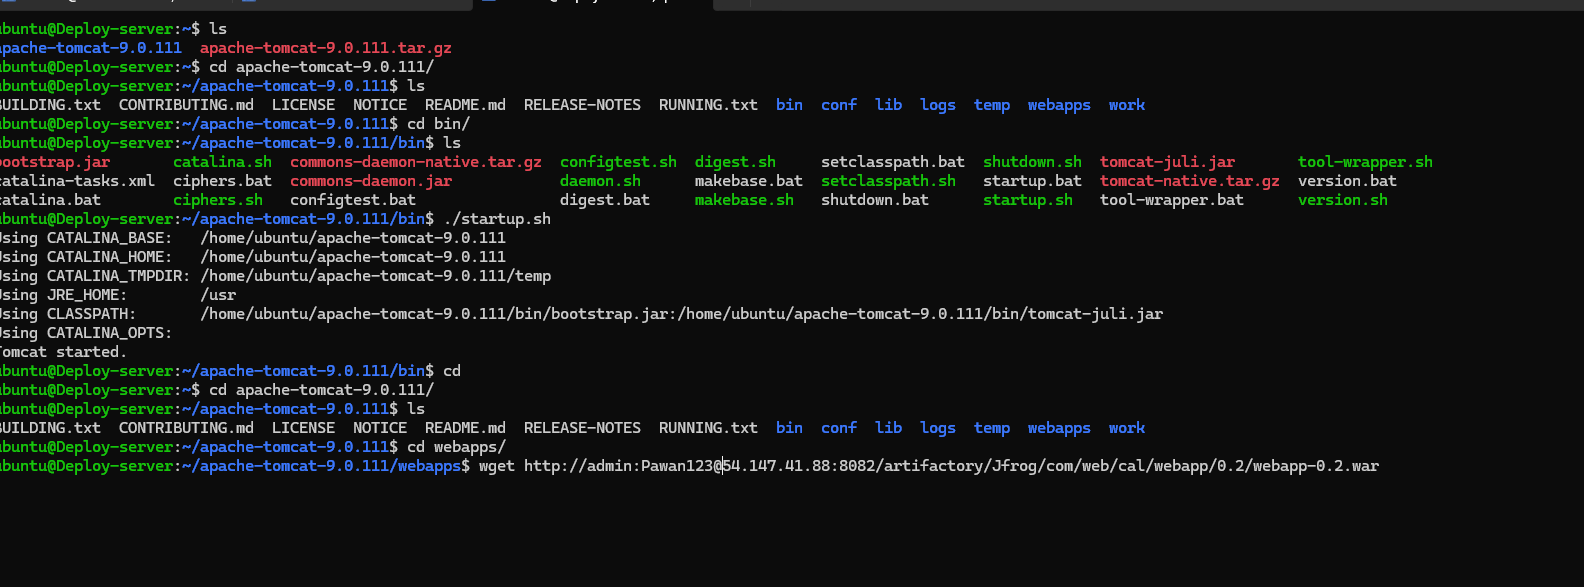 ubuntu@Deploy-server:~$ ls
apache-tomcat-9.0.111  apache-tomcat-9.0.111.tar.gz
ubuntu@Deploy-server:~$ cd apache-tomcat-9.0.111/
ubuntu@Deploy-server:~/apache-tomcat-9.0.111$ ls
BUILDING.txt  CONTRIBUTING.md  LICENSE  NOTICE  README.md  RELEASE-NOTES  RUNNING.txt  bin  conf  lib  logs  temp  webapps  work
ubuntu@Deploy-server:~/apache-tomcat-9.0.111$ cd bin/
ubuntu@Deploy-server:~/apache-tomcat-9.0.111/bin$ ls
bootstrap.jar  catalina.sh  commons-daemon-native.tar.gz  configtest.sh  digest.sh  setclasspath.bat  shutdown.sh  tomcat-juli.jar  tool-wrapper.sh
catalina-tasks.xml  ciphers.bat  commons-daemon.jar  daemon.sh  makebase.bat  setclasspath.sh  startup.bat  tomcat-native.tar.gz  version.bat
catalina.bat  ciphers.sh  configtest.bat  digest.bat  makebase.sh  shutdown.bat  startup.sh  tool-wrapper.bat  version.sh
ubuntu@Deploy-server:~/apache-tomcat-9.0.111/bin$ ./startup.sh
Using CATALINA_BASE:   /home/ubuntu/apache-tomcat-9.0.111
Using CATALINA_HOME:   /home/ubuntu/apache-tomcat-9.0.111
Using CATALINA_TMPDIR: /home/ubuntu/apache-tomcat-9.0.111/temp
Using JRE_HOME:        /usr
Using CLASSPATH:       /home/ubuntu/apache-tomcat-9.0.111/bin/bootstrap.jar:/home/ubuntu/apache-tomcat-9.0.111/bin/tomcat-juli.jar
Using CATALINA_OPTS:
Tomcat started.
ubuntu@Deploy-server:~/apache-tomcat-9.0.111/bin$ cd
ubuntu@Deploy-server:~$ cd apache-tomcat-9.0.111/
ubuntu@Deploy-server:~/apache-tomcat-9.0.111$ ls
BUILDING.txt  CONTRIBUTING.md  LICENSE  NOTICE  README.md  RELEASE-NOTES  RUNNING.txt  bin  conf  lib  logs  temp  webapps  work
ubuntu@Deploy-server:~/apache-tomcat-9.0.111$ cd webapps/
ubuntu@Deploy-server:~/apache-tomcat-9.0.111/webapps$ wget http://admin:Pawan123@54.147.41.88:8082/artifactory/Jfrog/com/web/cal/webapp/0.2/webapp-0.2.war